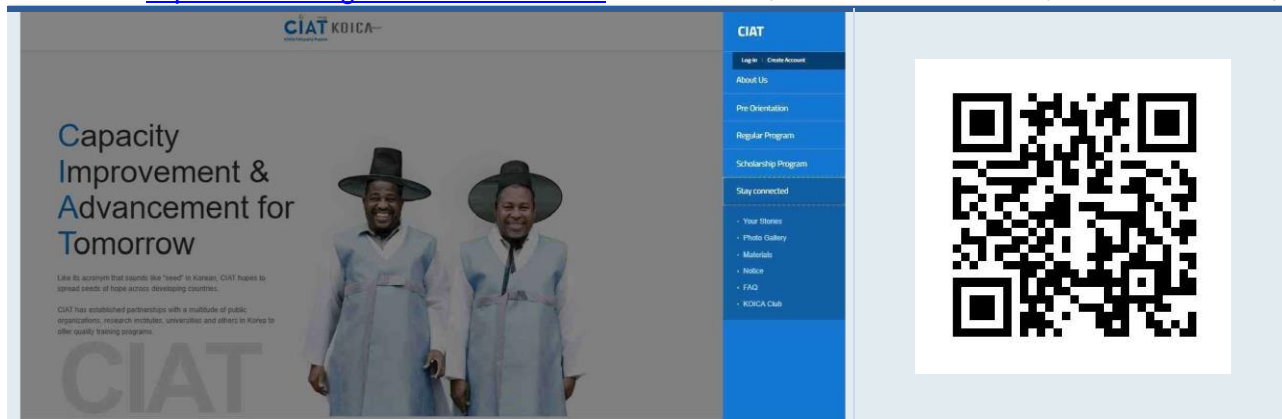 CIAT KOICA
Capacity
Improvement &
Advancement for
Tomorrow
Like its acronym that sounds like "seed" in Korean, CIAT hopes to
spread seeds of hope across developing countries.
CIAT has established partnerships with a multitude of public
organizations, research institutes, universities and others in Korea to
offer quality training programs.
CIAT
CIAT
Log-in Create Account
About Us
Pre Orientation
Regular Program
Scholarship Program
Stay connected
· Your Stories
· Photo Gallery
· Materials
· Notice
· FAQ
· KOICA Club